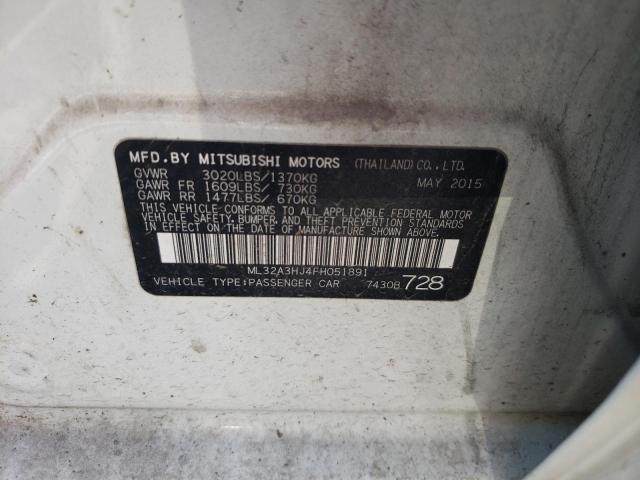 MFD.BY MITSUBISHI MOTORS (THAILAND) CO.,LTD.
GVWR 3020LBS/1370KG MAY 2015
GAWR FR 1609LBS/ 730KG
GAWR RR 1477LBS/ 670KG
THIS VEHICLE CONFORMS TO ALL APPLICABLE FEDERAL MOTOR
VEHICLE SAFETY, BUMPER, AND THEFT PREVENTION STANDARDS
IN EFFECT ON THE DATE OF MANUFACTURE SHOWN ABOVE.
ML32A3HJ4FH051891
VEHICLE TYPE:PASSENGER CAR 7430B 728